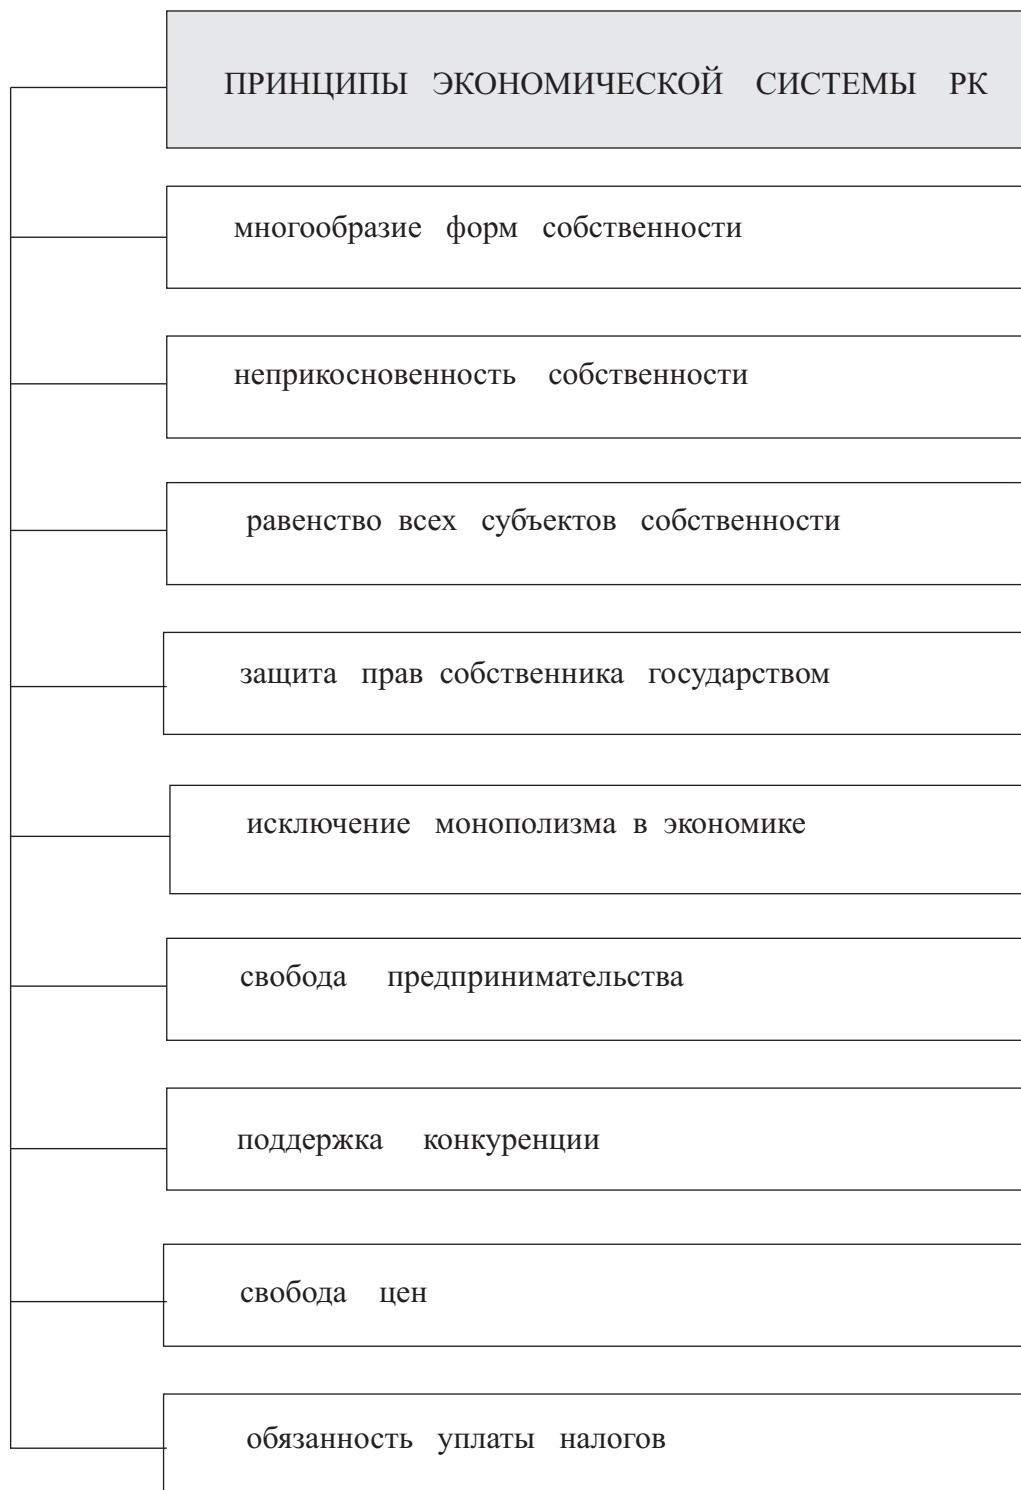 ПРИНЦИПЫ ЭКОНОМИЧЕСКОЙ СИСТЕМЫ РК
многообразие форм собственности
неприкосновенность собственности
равенство всех субъектов собственности
защита прав собственника государством
исключение монополизма в экономике
свобода предпринимательства
поддержка конкуренции
свобода цен
обязанность уплаты налогов